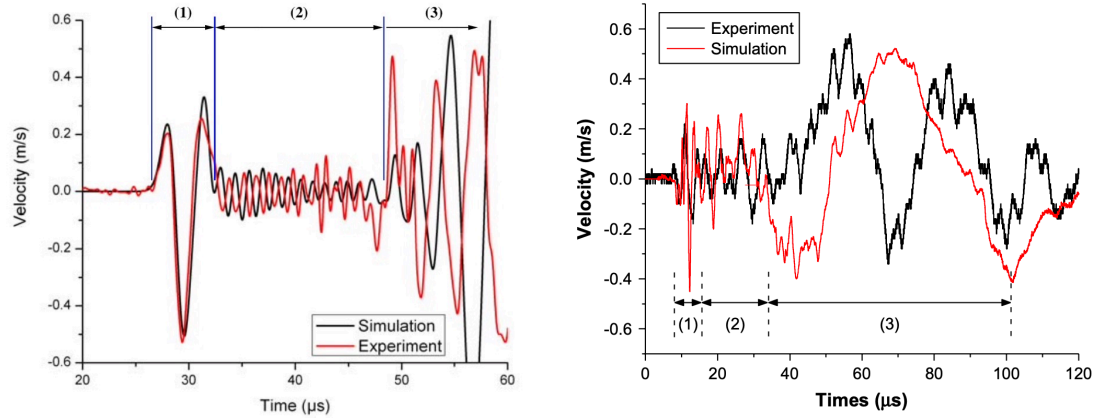 (1) (2) (3)
0.6
0.4
0.2
0.0
-0.2
-0.4
-0.6
Velocity (m/s)
Simulation
Experiment
20 30 40 50 60
Time (µs)
Experiment
Simulation
0.6
0.4
0.2
0.0
-0.2
-0.4
-0.6
Velocity (m/s)
(1) (2) (3)
0 20 40 60 80 100 120
Times (µs)